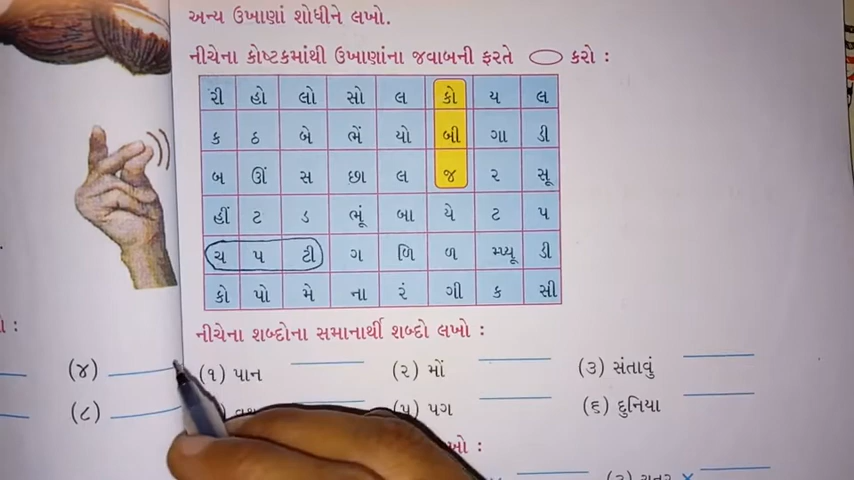 અન્ય ઉખાણાં શોધીને લખો.
નીચેના કોષ્ટકમાંથી ઉખાણાંના જવાબની ફરતે કરો :
રી હો લો સો લ કો ય લ
ક ઠ બે ભેં યો બી ગા ડી
બ ઊં સ છા લ જ ર સૂ
હીં ટ ડ ભૂં બા યે ટ પ
ચ પ ટી ગ ળિ ળ મ્પ્યૂ ડી
કો પો મે ના રં ગી ક સી
નીચેના શબ્દોના સમાનાર્થી શબ્દો લખો :
(૪) (૧) પાન (૨) મોં (૩) સંતાવું
(૮) (૫) પગ (૬) દુનિયા